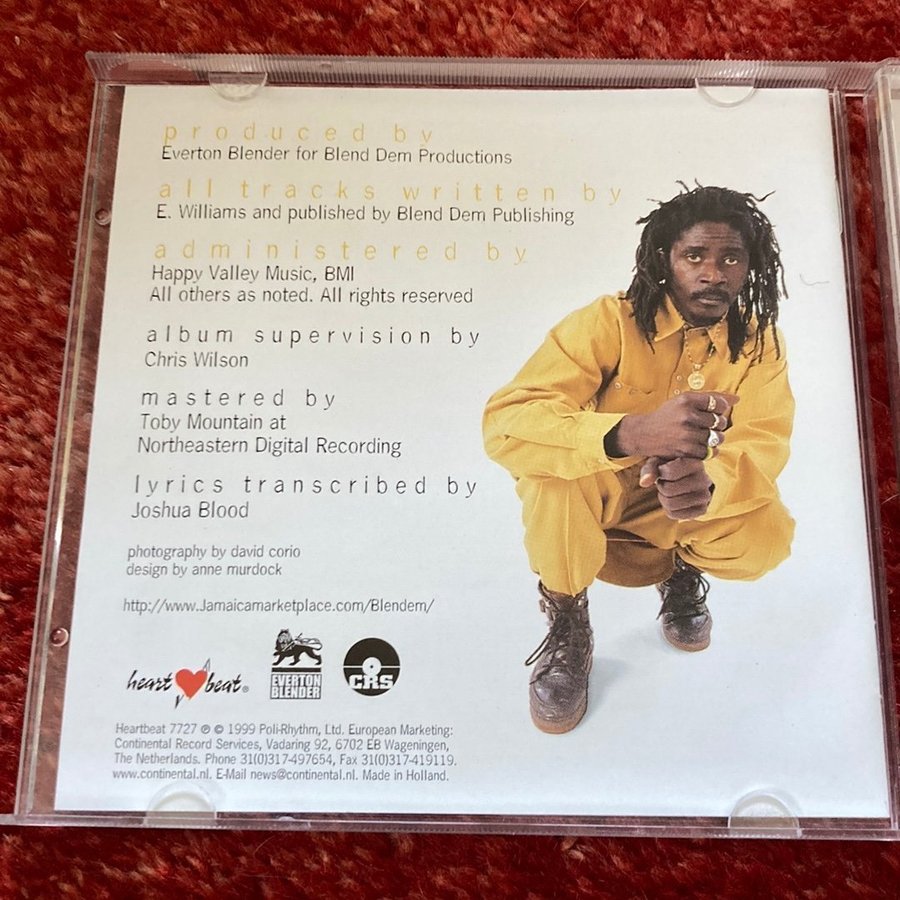 produced by
Everton Blender for Blend Dem Productions
all tracks written by
E. Williams and published by Blend Dem Publishing
administered by
Happy Valley Music, BMI
All others as noted. All rights reserved
album supervision by
Chris Wilson
mastered by
Toby Mountain at
Northeastern Digital Recording
lyrics transcribed by
Joshua Blood
photography by david corio
design by anne murdock
http://www.Jamaicamarketplace.com/Blendem/
heart beat®
EVERTON
BLENDER
CRS
Heartbeat 7727 ℗ © 1999 Poli-Rhythm, Ltd. European Marketing:
Continental Record Services, Vadaring 92, 6702 EB Wageningen,
The Netherlands. Phone 31(0)317-497654, Fax 31(0)317-419119.
www.continental.nl. E-Mail news@continental.nl. Made in Holland.